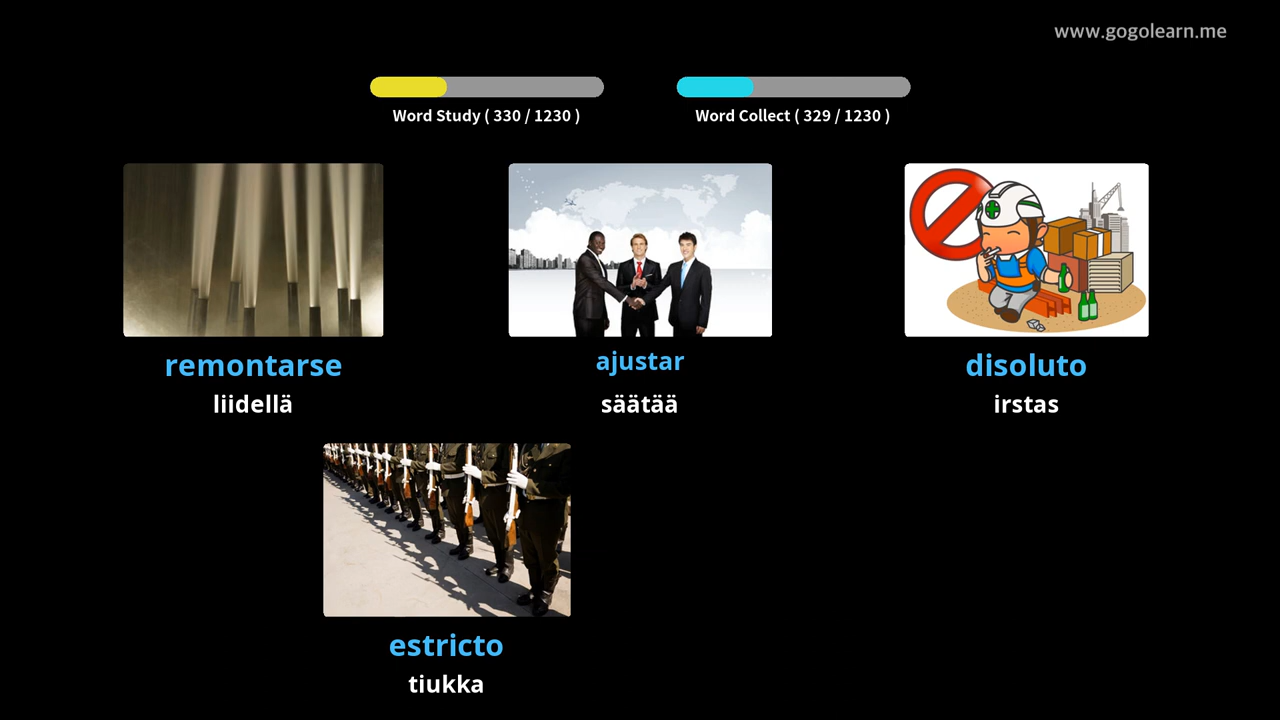 www.gogolearn.me
Word Study ( 330 / 1230 )
Word Collect ( 329 / 1230 )
remontarse
liidellä
ajustar
säätää
disoluto
irstas
estricto
tiukka